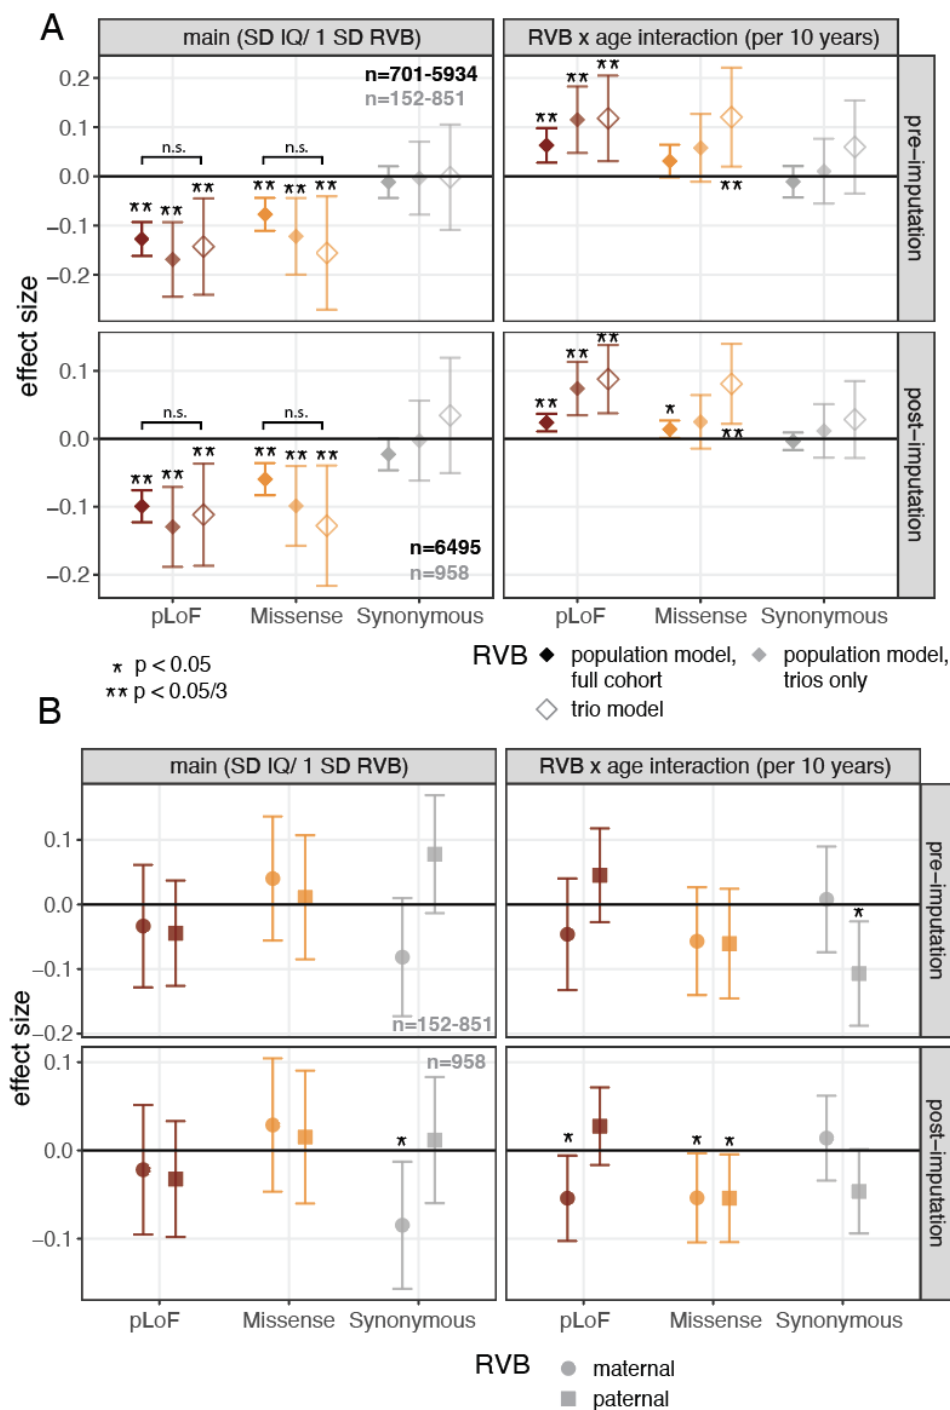 A
main (SD IQ/ 1 SD RVB)
RVB x age interaction (per 10 years)
n=701-5934
n=152-851
0.2
0.1
0.0
−0.1
−0.2
n.s.
n.s.
** ** ** ** ** **
** ** ** **
pre−imputation
effect size
0.1
0.0
−0.1
−0.2
n.s.
n.s.
** ** ** ** ** **
** ** ** * **
n=6495
n=958
post−imputation
pLoF Missense Synonymous
pLoF Missense Synonymous
* p < 0.05
** p < 0.05/3
RVB
population model, full cohort
population model, trios only
trio model
B
main (SD IQ/ 1 SD RVB)
RVB x age interaction (per 10 years)
0.1
0.0
−0.1
−0.2
n=152-851
*
pre−imputation
effect size
0.1
0.0
−0.1
n=958
*
* * *
post−imputation
pLoF Missense Synonymous
pLoF Missense Synonymous
RVB
maternal
paternal